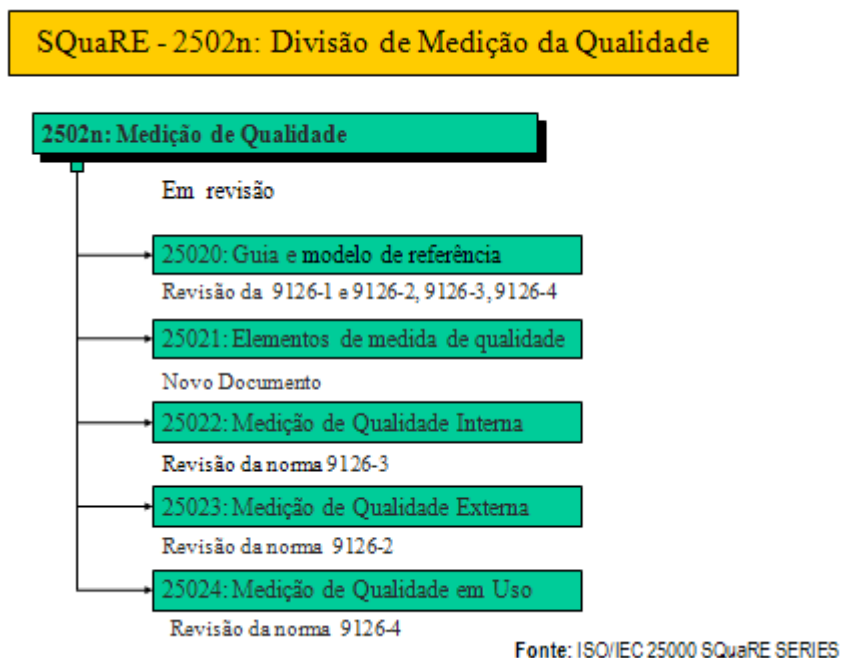 SQuaRE - 2502n: Divisão de Medição da Qualidade
2502n: Medição de Qualidade
Em revisão
25020: Guia e modelo de referência
Revisão da 9126-1 e 9126-2, 9126-3, 9126-4
25021: Elementos de medida de qualidade
Novo Documento
25022: Medição de Qualidade Interna
Revisão da norma 9126-3
25023: Medição de Qualidade Externa
Revisão da norma 9126-2
25024: Medição de Qualidade em Uso
Revisão da norma 9126-4
Fonte: ISO/IEC 25000 SQuaRE SERIES